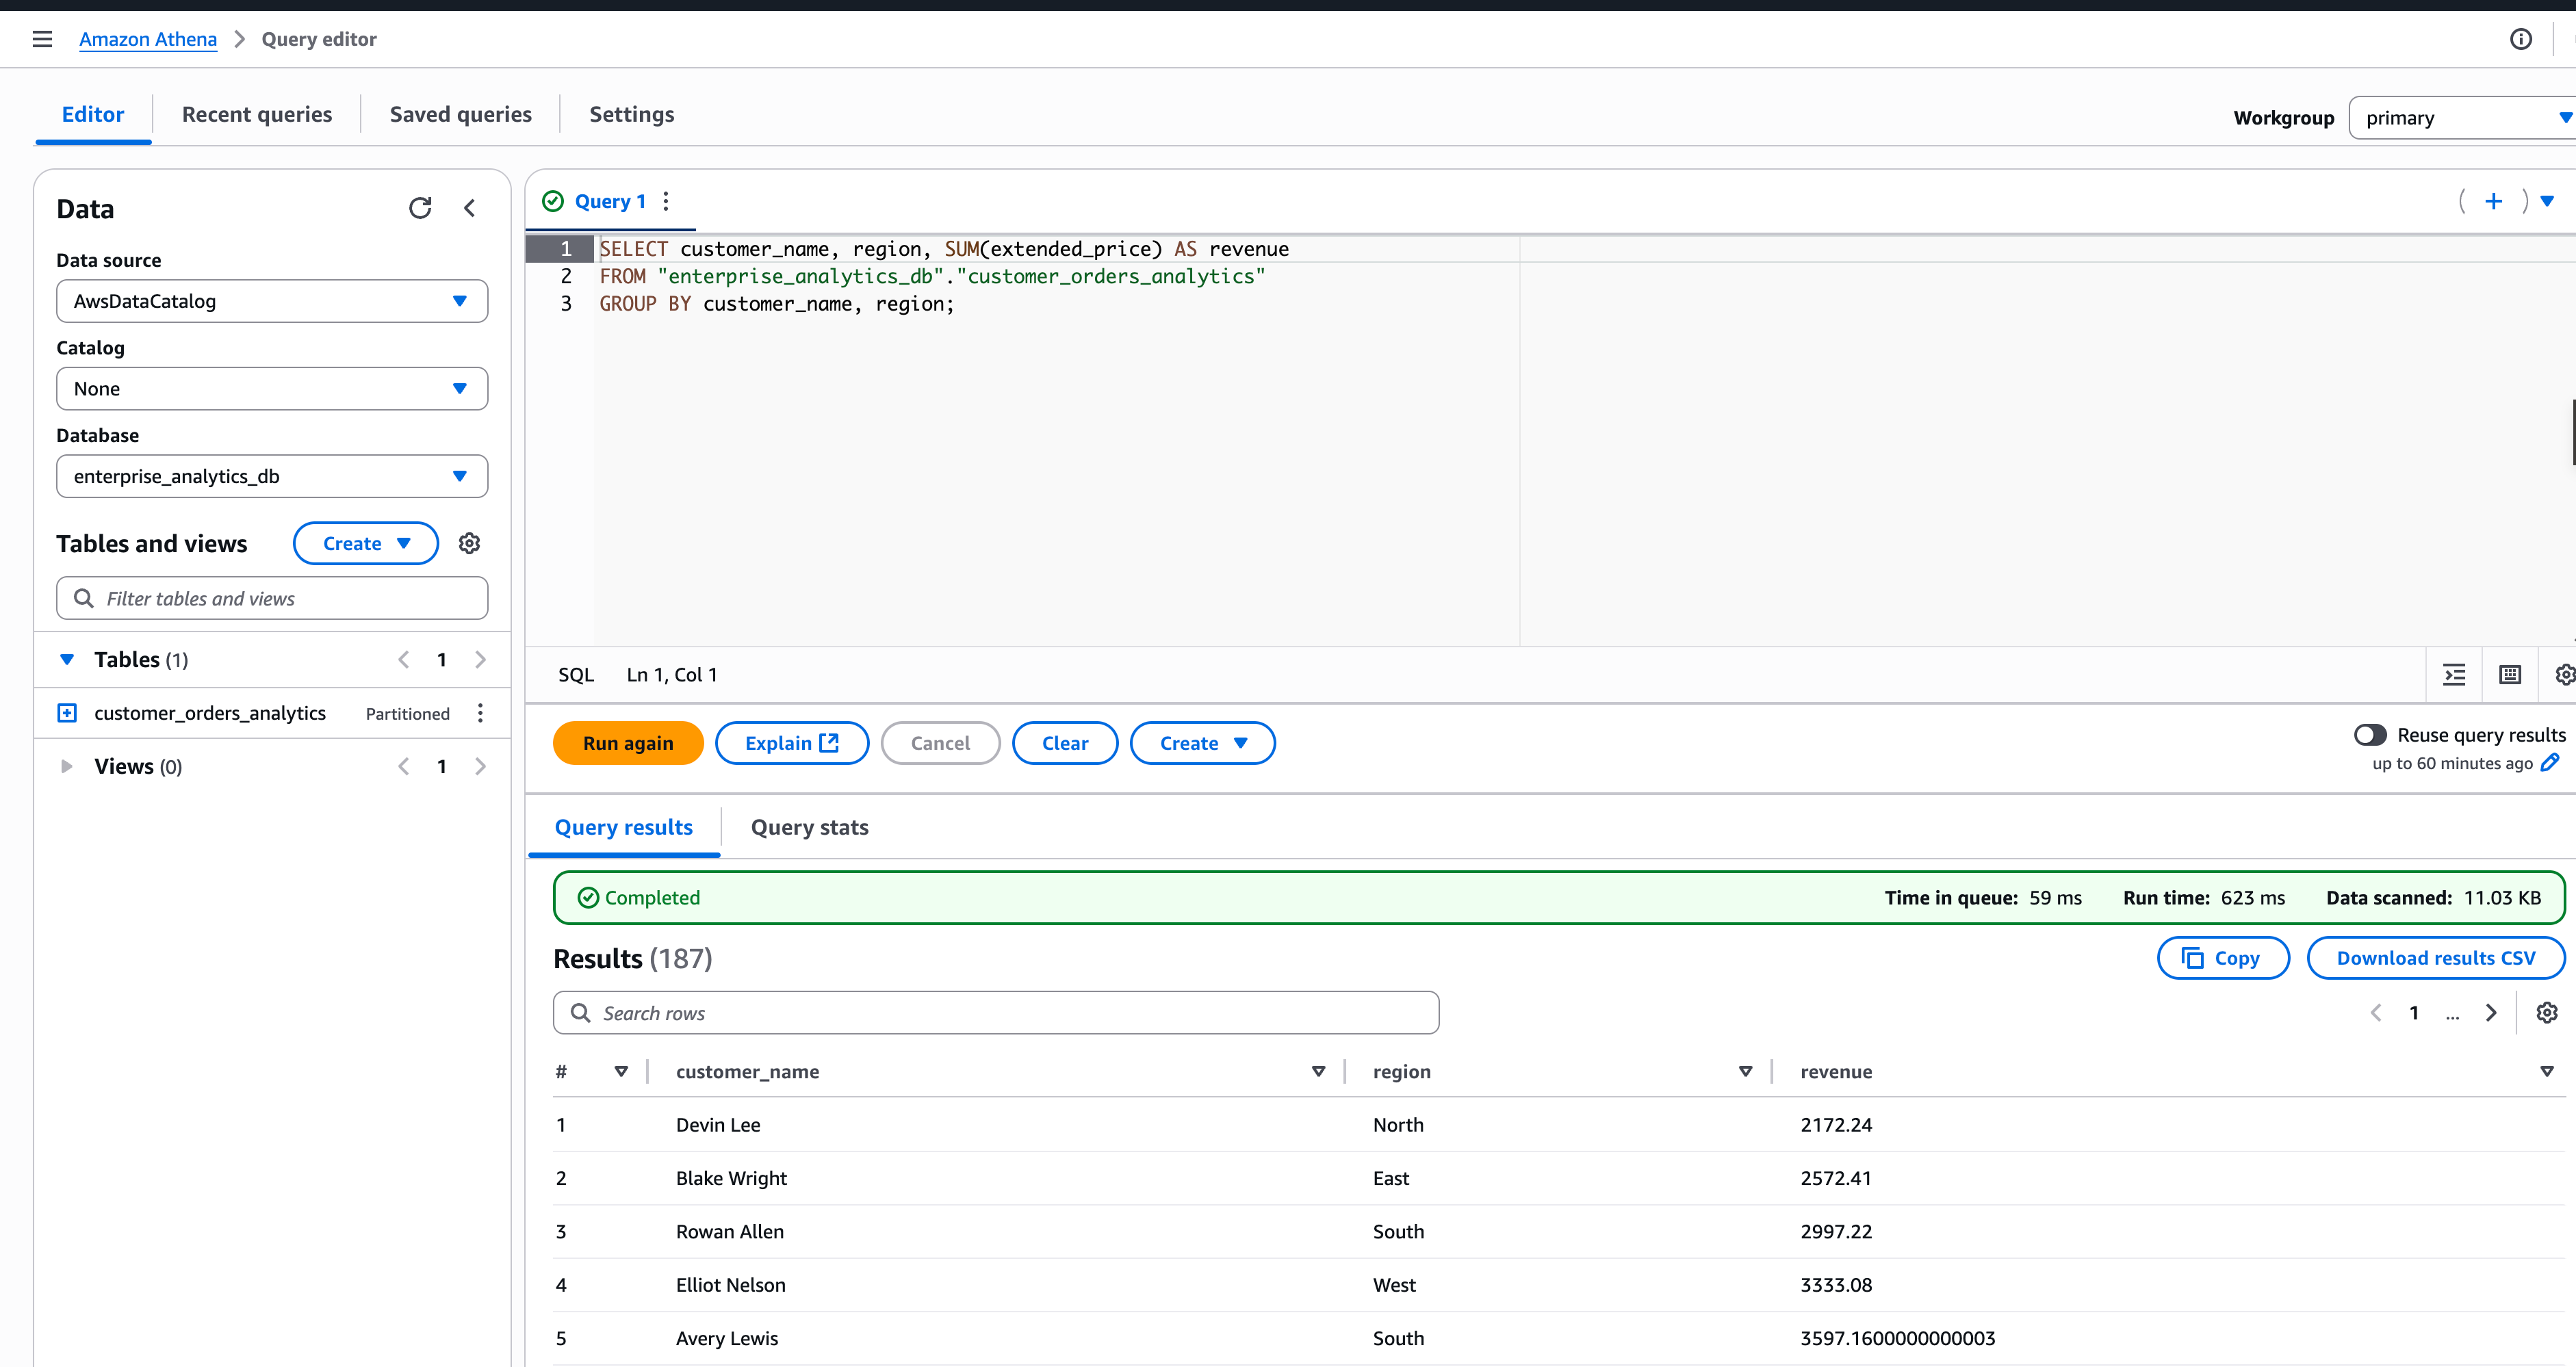 Amazon Athena > Query editor
Editor Recent queries Saved queries Settings
Workgroup primary
Data
Data source
AwsDataCatalog
Catalog
None
Database
enterprise_analytics_db
Tables and views Create
Filter tables and views
Tables (1) < 1 >
customer_orders_analytics Partitioned
Views (0) < 1 >
Query 1
1 SELECT customer_name, region, SUM(extended_price) AS revenue
2 FROM "enterprise_analytics_db"."customer_orders_analytics"
3 GROUP BY customer_name, region;
SQL Ln 1, Col 1
Run again Explain Cancel Clear Create
Reuse query results
up to 60 minutes ago
Query results Query stats
Completed Time in queue: 59 ms Run time: 623 ms Data scanned: 11.03 KB
Results (187) Copy Download results CSV
Search rows < 1 ... >
# customer_name region revenue
1 Devin Lee North 2172.24
2 Blake Wright East 2572.41
3 Rowan Allen South 2997.22
4 Elliot Nelson West 3333.08
5 Avery Lewis South 3597.1600000000003